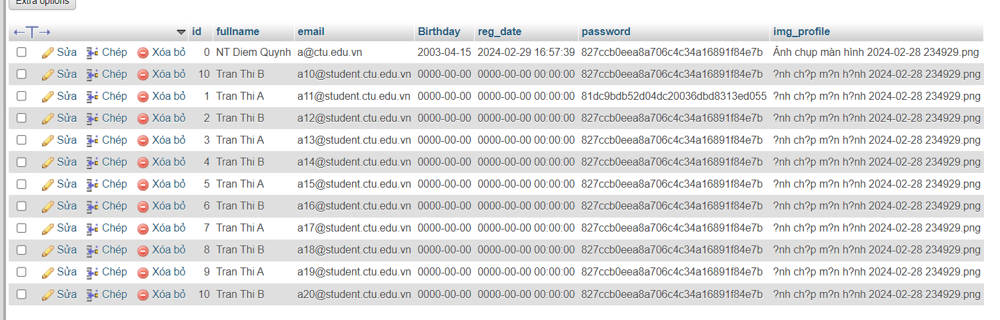 Extra options
id fullname email Birthday reg_date password img_profile
Sửa Chép Xóa bỏ 0 NT Diem Quynh a@ctu.edu.vn 2003-04-15 2024-02-29 16:57:39 827ccb0eea8a706c4c34a16891f84e7b Ảnh chụp màn hình 2024-02-28 234929.png
Sửa Chép Xóa bỏ 10 Tran Thi B a10@student.ctu.edu.vn 0000-00-00 0000-00-00 00:00:00 827ccb0eea8a706c4c34a16891f84e7b ?nh ch?p m?n h?nh 2024-02-28 234929.png
Sửa Chép Xóa bỏ 1 Tran Thi A a11@student.ctu.edu.vn 0000-00-00 0000-00-00 00:00:00 81dc9bdb52d04dc20036dbd8313ed055 ?nh ch?p m?n h?nh 2024-02-28 234929.png
Sửa Chép Xóa bỏ 2 Tran Thi B a12@student.ctu.edu.vn 0000-00-00 0000-00-00 00:00:00 827ccb0eea8a706c4c34a16891f84e7b ?nh ch?p m?n h?nh 2024-02-28 234929.png
Sửa Chép Xóa bỏ 3 Tran Thi A a13@student.ctu.edu.vn 0000-00-00 0000-00-00 00:00:00 827ccb0eea8a706c4c34a16891f84e7b ?nh ch?p m?n h?nh 2024-02-28 234929.png
Sửa Chép Xóa bỏ 4 Tran Thi B a14@student.ctu.edu.vn 0000-00-00 0000-00-00 00:00:00 827ccb0eea8a706c4c34a16891f84e7b ?nh ch?p m?n h?nh 2024-02-28 234929.png
Sửa Chép Xóa bỏ 5 Tran Thi A a15@student.ctu.edu.vn 0000-00-00 0000-00-00 00:00:00 827ccb0eea8a706c4c34a16891f84e7b ?nh ch?p m?n h?nh 2024-02-28 234929.png
Sửa Chép Xóa bỏ 6 Tran Thi B a16@student.ctu.edu.vn 0000-00-00 0000-00-00 00:00:00 827ccb0eea8a706c4c34a16891f84e7b ?nh ch?p m?n h?nh 2024-02-28 234929.png
Sửa Chép Xóa bỏ 7 Tran Thi A a17@student.ctu.edu.vn 0000-00-00 0000-00-00 00:00:00 827ccb0eea8a706c4c34a16891f84e7b ?nh ch?p m?n h?nh 2024-02-28 234929.png
Sửa Chép Xóa bỏ 8 Tran Thi B a18@student.ctu.edu.vn 0000-00-00 0000-00-00 00:00:00 827ccb0eea8a706c4c34a16891f84e7b ?nh ch?p m?n h?nh 2024-02-28 234929.png
Sửa Chép Xóa bỏ 9 Tran Thi A a19@student.ctu.edu.vn 0000-00-00 0000-00-00 00:00:00 827ccb0eea8a706c4c34a16891f84e7b ?nh ch?p m?n h?nh 2024-02-28 234929.png
Sửa Chép Xóa bỏ 10 Tran Thi B a20@student.ctu.edu.vn 0000-00-00 0000-00-00 00:00:00 827ccb0eea8a706c4c34a16891f84e7b ?nh ch?p m?n h?nh 2024-02-28 234929.png